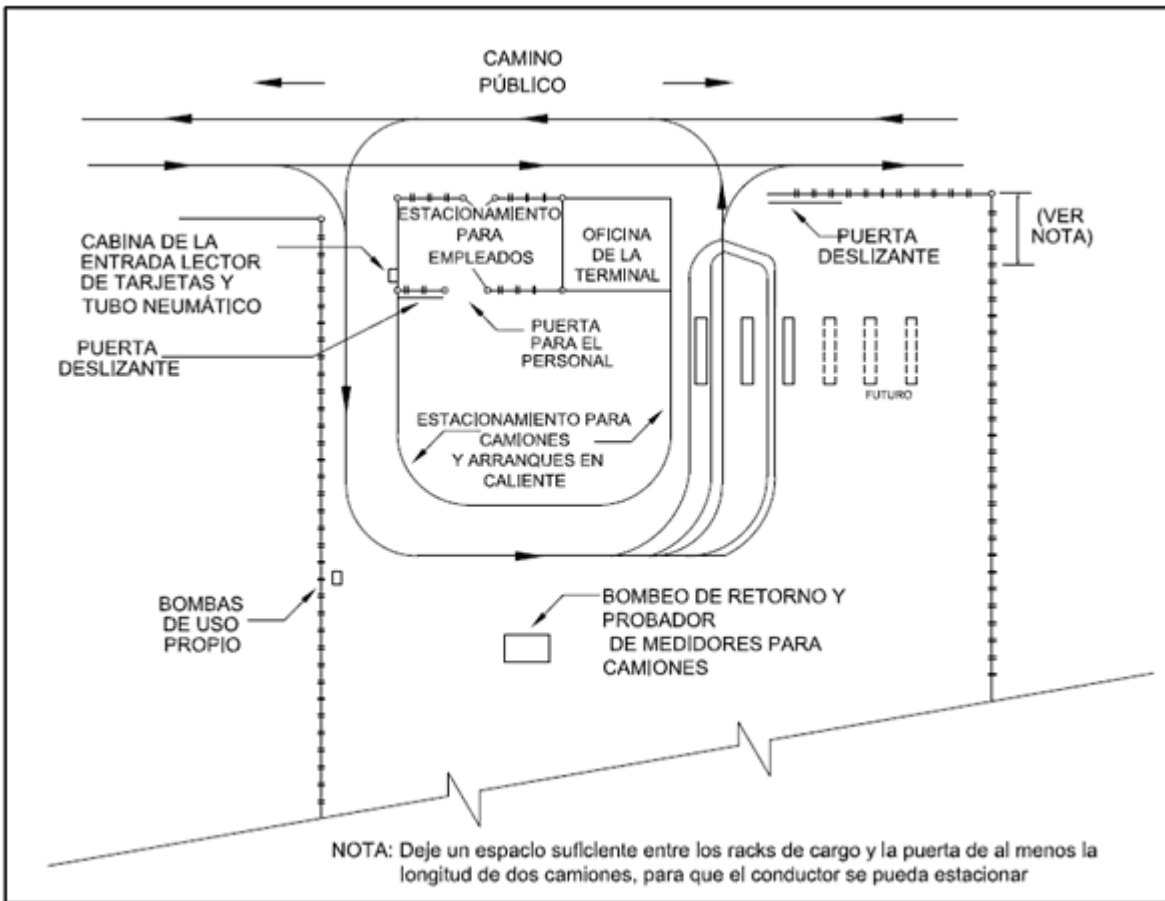 CAMINO
PÚBLICO
ESTACIONAMIENTO
PARA
EMPLEADOS
OFICINA
DE LA
TERMINAL
CABINA DE LA
ENTRADA LECTOR
DE TARJETAS Y
TUBO NEUMÁTICO
PUERTA
DESLIZANTE
(VER
NOTA)
PUERTA
DESLIZANTE
PUERTA
PARA EL
PERSONAL
FUTURO
ESTACIONAMIENTO PARA
CAMIONES
Y ARRANQUES EN
CALIENTE
BOMBAS
DE USO
PROPIO
BOMBEO DE RETORNO Y
PROBADOR
DE MEDIDORES PARA
CAMIONES
NOTA: Deje un espacio suficiente entre los racks de cargo y la puerta de al menos la
longitud de dos camiones, para que el conductor se pueda estacionar